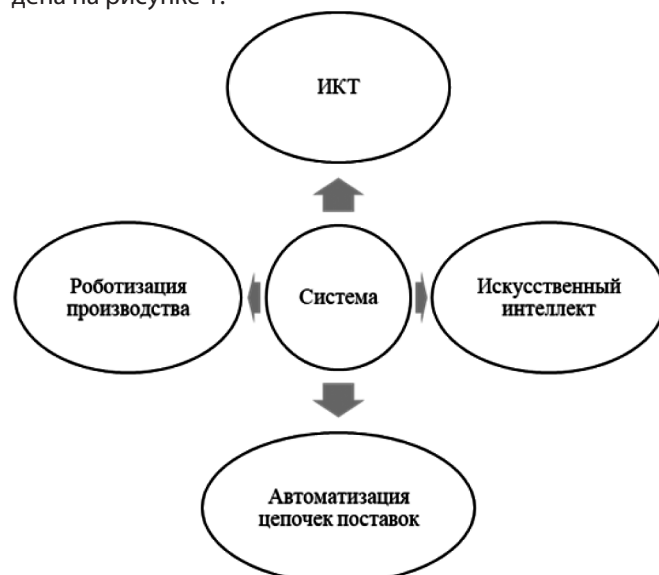 дена на рисунке 1.
ИКТ
Роботизация
производства
Система
Искусственный
интеллект
Автоматизация
цепочек поставок